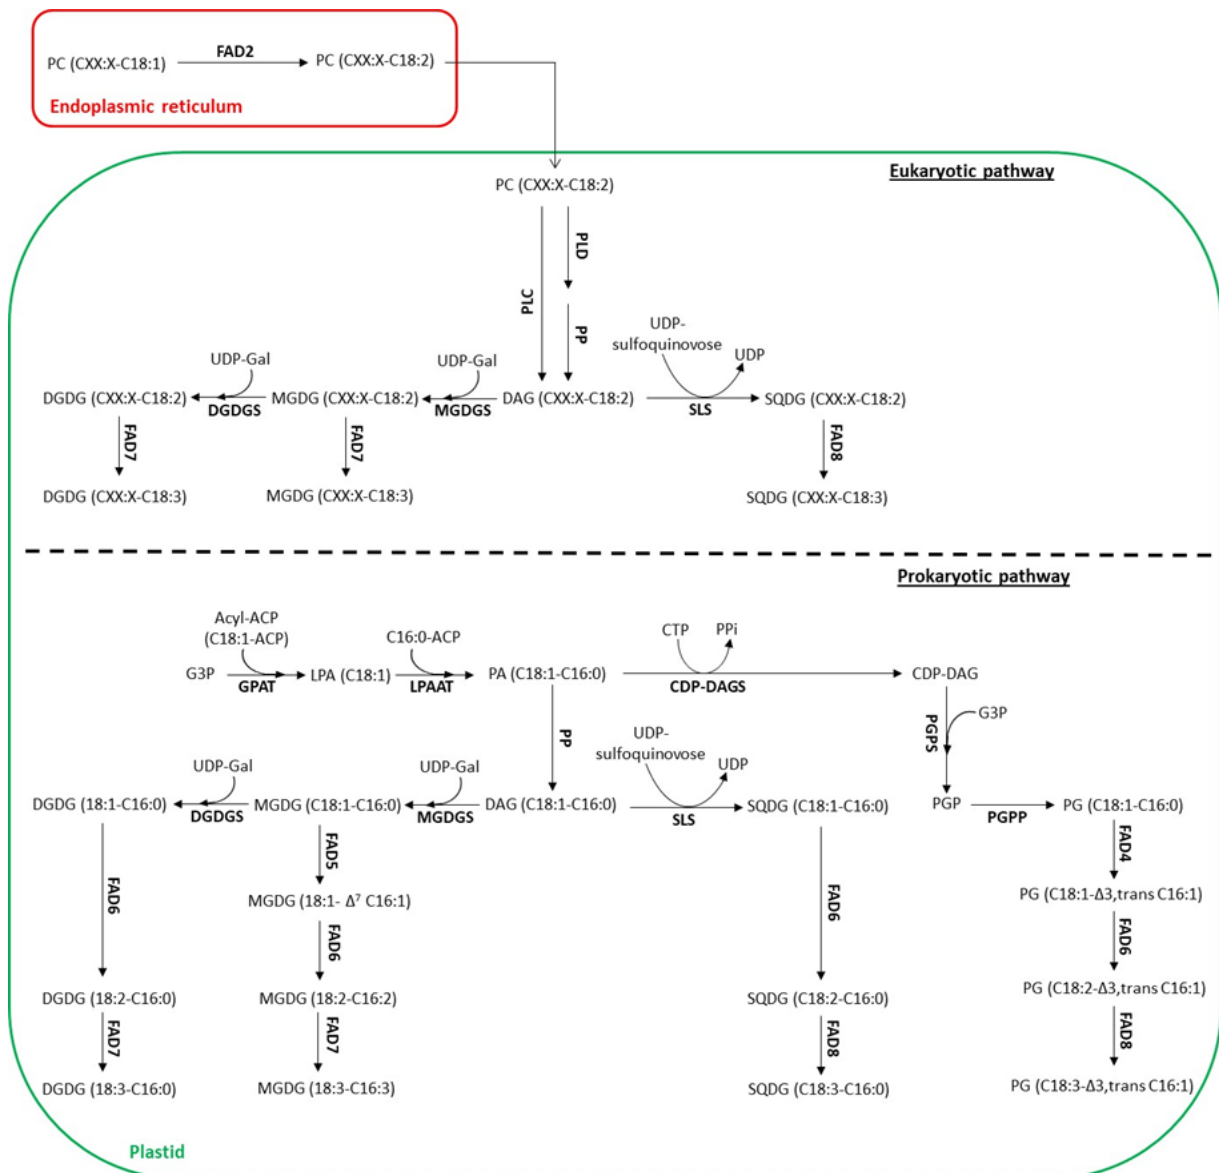 FAD2
PC (CXX:X-C18:1)
PC (CXX:X-C18:2)
Endoplasmic reticulum
Eukaryotic pathway
PC (CXX:X-C18:2)
PLD
PLC
PP
UDP-
sulfoquinovose
UDP
UDP-Gal
UDP-Gal
DGDG (CXX:X-C18:2)
DGDGS
MGDG (CXX:X-C18:2)
MGDGS
DAG (CXX:X-C18:2)
SLS
SQDG (CXX:X-C18:2)
FAD7
FAD7
FAD8
DGDG (CXX:X-C18:3)
MGDG (CXX:X-C18:3)
SQDG (CXX:X-C18:3)
Prokaryotic pathway
Acyl-ACP
(C18:1-ACP)
C16:0-ACP
CTP
PPi
G3P
GPAT
LPA (C18:1)
LPAAT
PA (C18:1-C16:0)
CDP-DAGS
CDP-DAG
PP
PGPS
G3P
UDP-
sulfoquinovose
UDP
UDP-Gal
UDP-Gal
DGDG (18:1-C16:0)
DGDGS
MGDG (C18:1-C16:0)
MGDGS
DAG (C18:1-C16:0)
SLS
SQDG (C18:1-C16:0)
PGP
PGPP
PG (C18:1-C16:0)
FAD5
FAD4
MGDG (18:1- Δ⁷ C16:1)
PG (C18:1-Δ3,trans C16:1)
FAD6
FAD6
FAD6
FAD6
DGDG (18:2-C16:0)
MGDG (18:2-C16:2)
SQDG (C18:2-C16:0)
PG (C18:2-Δ3,trans C16:1)
FAD7
FAD7
FAD8
FAD8
DGDG (18:3-C16:0)
MGDG (18:3-C16:3)
SQDG (C18:3-C16:0)
PG (C18:3-Δ3,trans C16:1)
Plastid